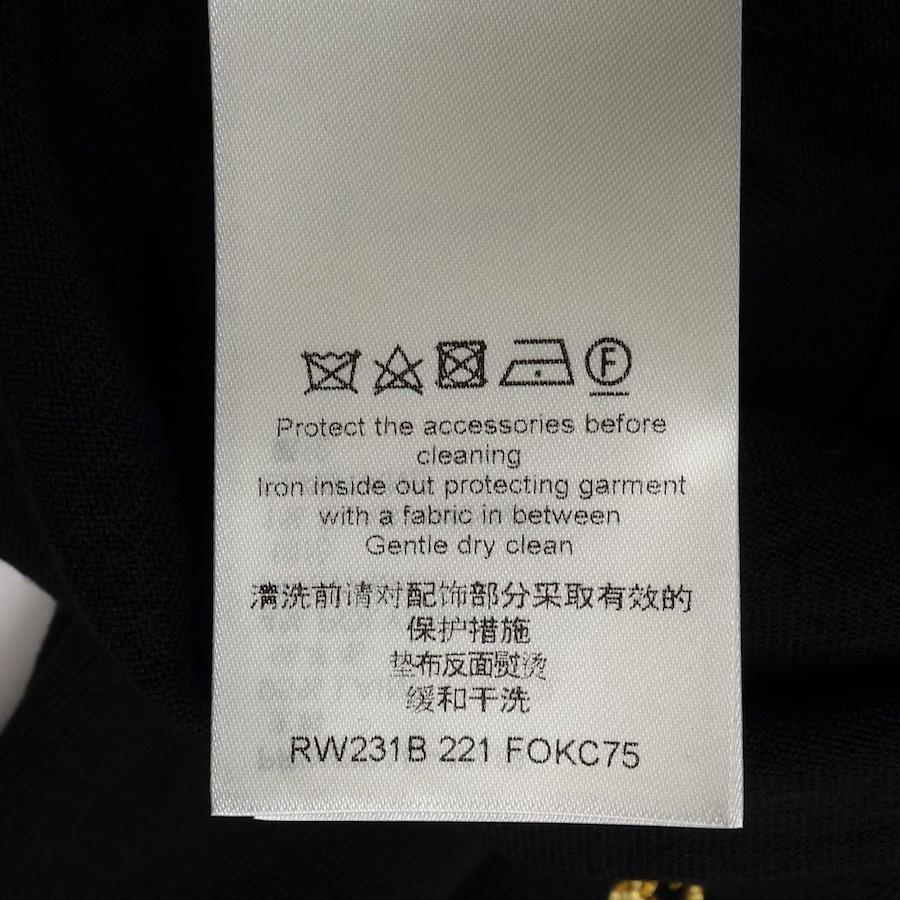 F
Protect the accessories before
cleaning
Iron inside out protecting garment
with a fabric in between
Gentle dry clean
清洗前请对配饰部分采取有效的
保护措施
垫布反面熨烫
缓和干洗
RW231B 221 FOKC75